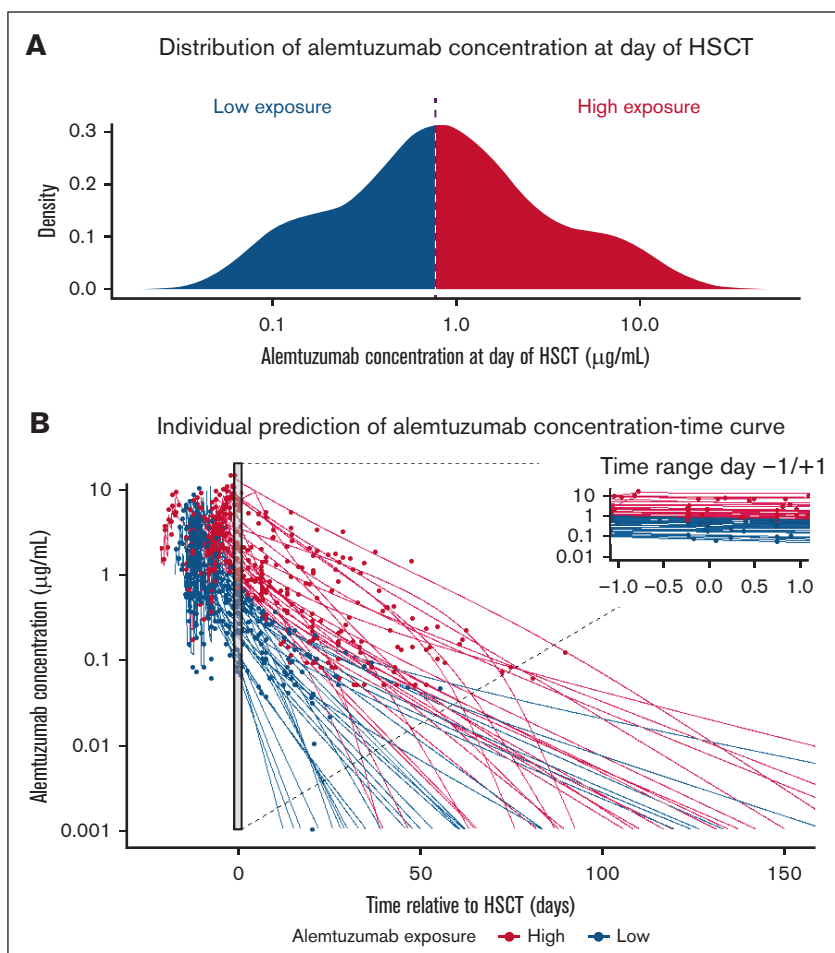 A Distribution of alemtuzumab concentration at day of HSCT
Low exposure High exposure
0.3
0.2
0.1
0.0
Density
0.1 1.0 10.0
Alemtuzumab concentration at day of HSCT (μg/mL)
B Individual prediction of alemtuzumab concentration-time curve
Time range day −1/+1
10
1
0.1
0.01
−1.0 −0.5 0.0 0.5 1.0
10
1
0.1
0.01
0.001
Alemtuzumab concentration (μg/mL)
0 50 100 150
Time relative to HSCT (days)
Alemtuzumab exposure High Low